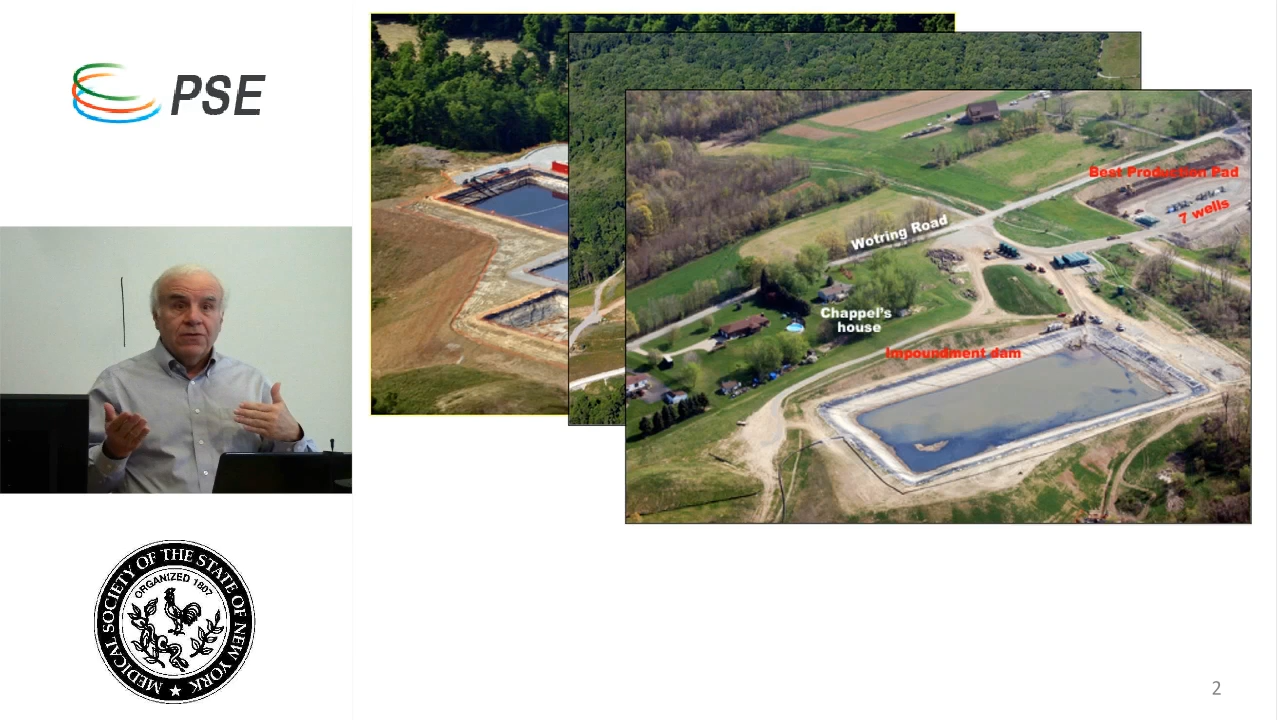 PSE
Best Production Pad
7 wells
Wotring Road
Chappel's
house
Impoundment dam
MEDICAL SOCIETY OF THE STATE OF NEW YORK
ORGANIZED 1807
2